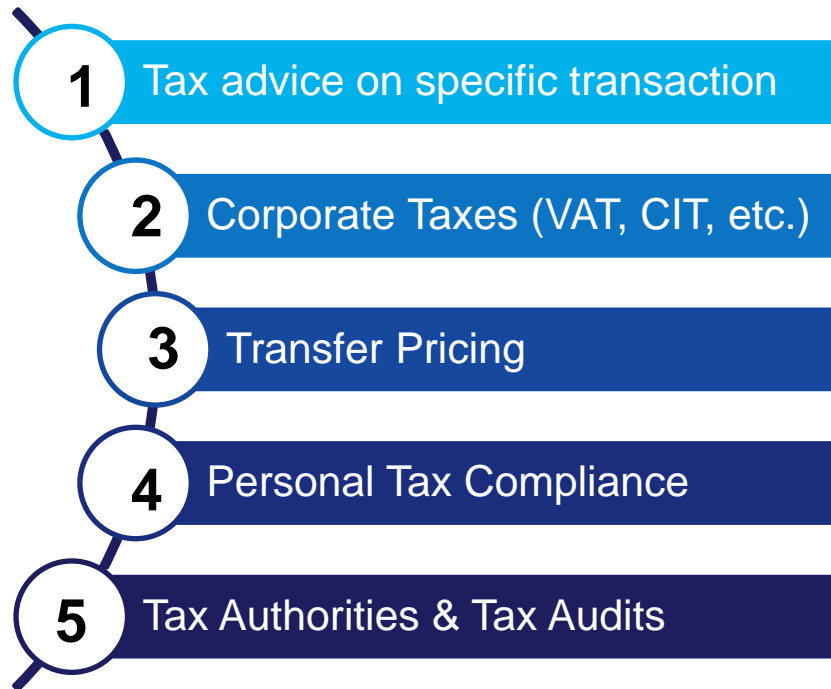 1 Tax advice on specific transaction
2 Corporate Taxes (VAT, CIT, etc.)
3 Transfer Pricing
4 Personal Tax Compliance
5 Tax Authorities & Tax Audits